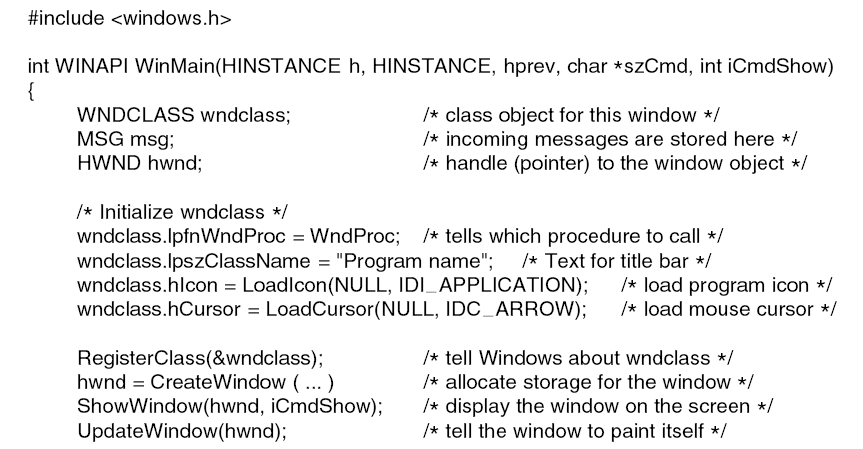 #include <windows.h>
int WINAPI WinMain(HINSTANCE h, HINSTANCE, hprev, char *szCmd, int iCmdShow)
{
WNDCLASS wndclass; /* class object for this window */
MSG msg; /* incoming messages are stored here */
HWND hwnd; /* handle (pointer) to the window object */
/* Initialize wndclass */
wndclass.lpfnWndProc = WndProc; /* tells which procedure to call */
wndclass.lpszClassName = "Program name"; /* Text for title bar */
wndclass.hIcon = LoadIcon(NULL, IDI_APPLICATION); /* load program icon */
wndclass.hCursor = LoadCursor(NULL, IDC_ARROW); /* load mouse cursor */
RegisterClass(&wndclass); /* tell Windows about wndclass */
hwnd = CreateWindow ( ... ) /* allocate storage for the window */
ShowWindow(hwnd, iCmdShow); /* display the window on the screen */
UpdateWindow(hwnd); /* tell the window to paint itself */